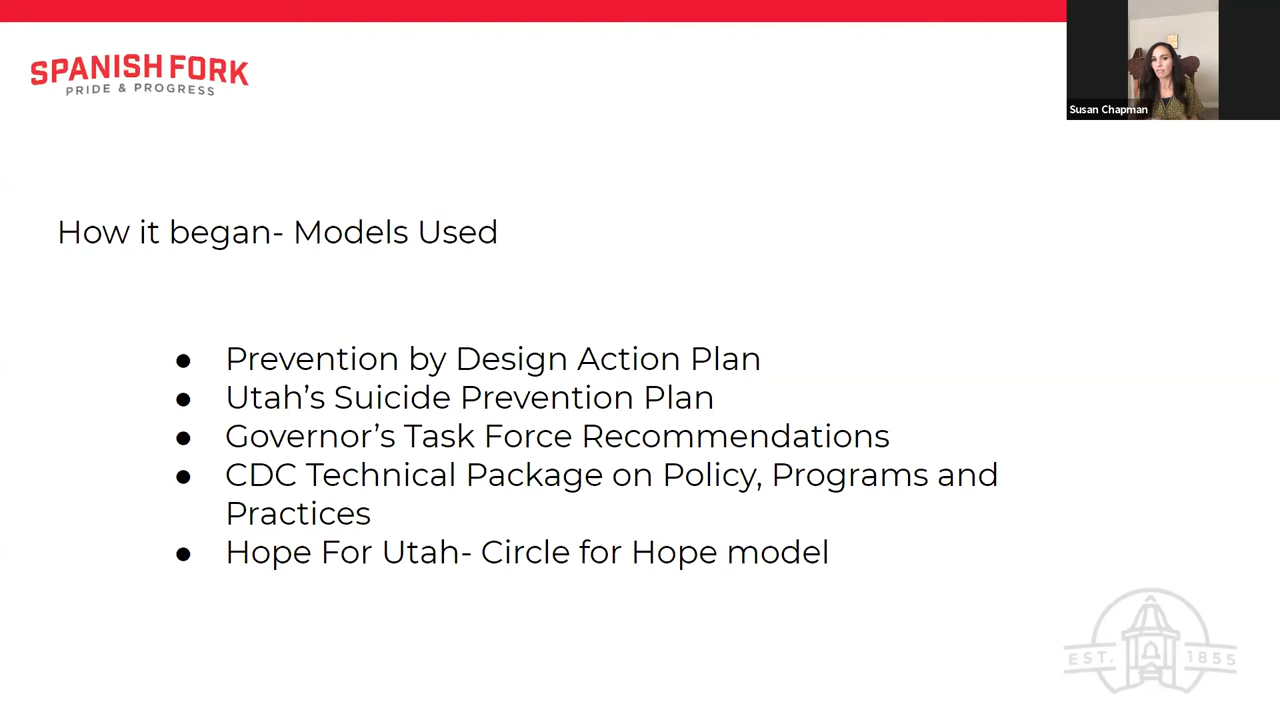 SPANISH FORK
PRIDE & PROGRESS
Susan Chapman
How it began- Models Used
● Prevention by Design Action Plan
● Utah’s Suicide Prevention Plan
● Governor’s Task Force Recommendations
● CDC Technical Package on Policy, Programs and
Practices
● Hope For Utah- Circle for Hope model
EST. 1855